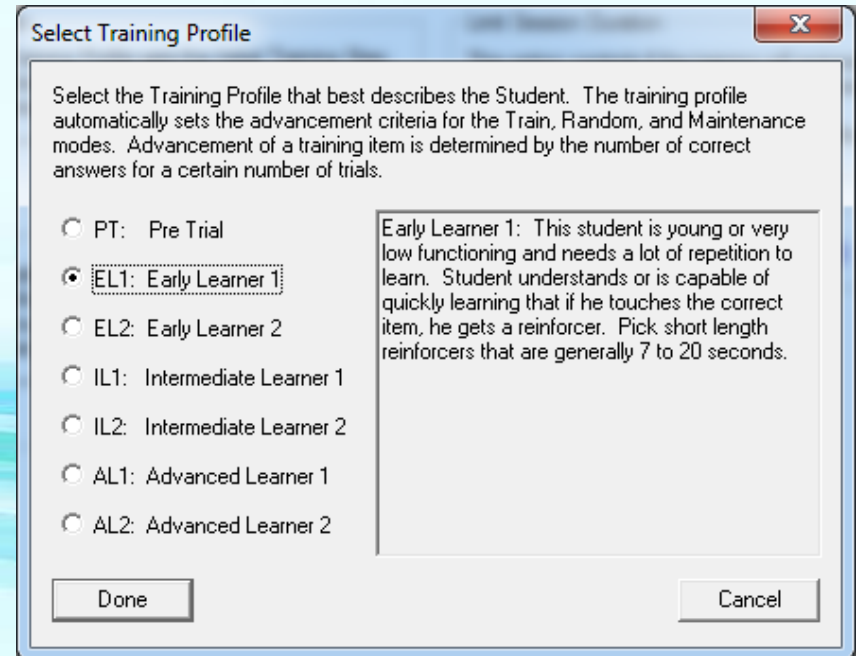 Select Training Profile
Select the Training Profile that best describes the Student.  The training profile
automatically sets the advancement criteria for the Train, Random, and Maintenance
modes.  Advancement of a training item is determined by the number of correct
answers for a certain number of trials.
PT:   Pre Trial
EL1:  Early Learner 1
EL2:  Early Learner 2
IL1:   Intermediate Learner 1
IL2:   Intermediate Learner 2
AL1:  Advanced Learner 1
AL2:  Advanced Learner 2
Early Learner 1:  This student is young or very
low functioning and needs a lot of repetition to
learn.  Student understands or is capable of
quickly learning that if he touches the correct
item, he gets a reinforcer.  Pick short length
reinforcers that are generally 7 to 20 seconds.
Done
Cancel